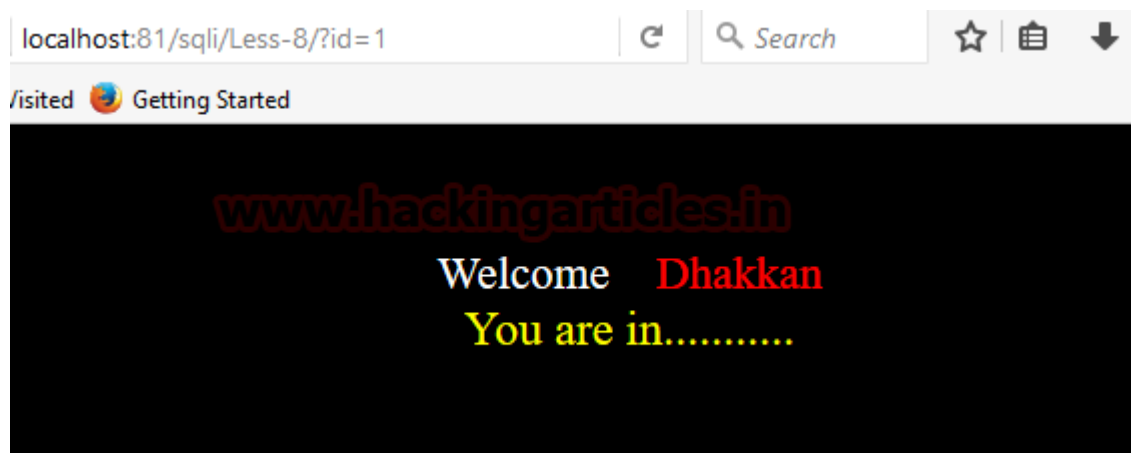 localhost:81/sqli/Less-8/?id=1 Search
Visited Getting Started
www.hackingarticles.in
Welcome Dhakkan
You are in...........